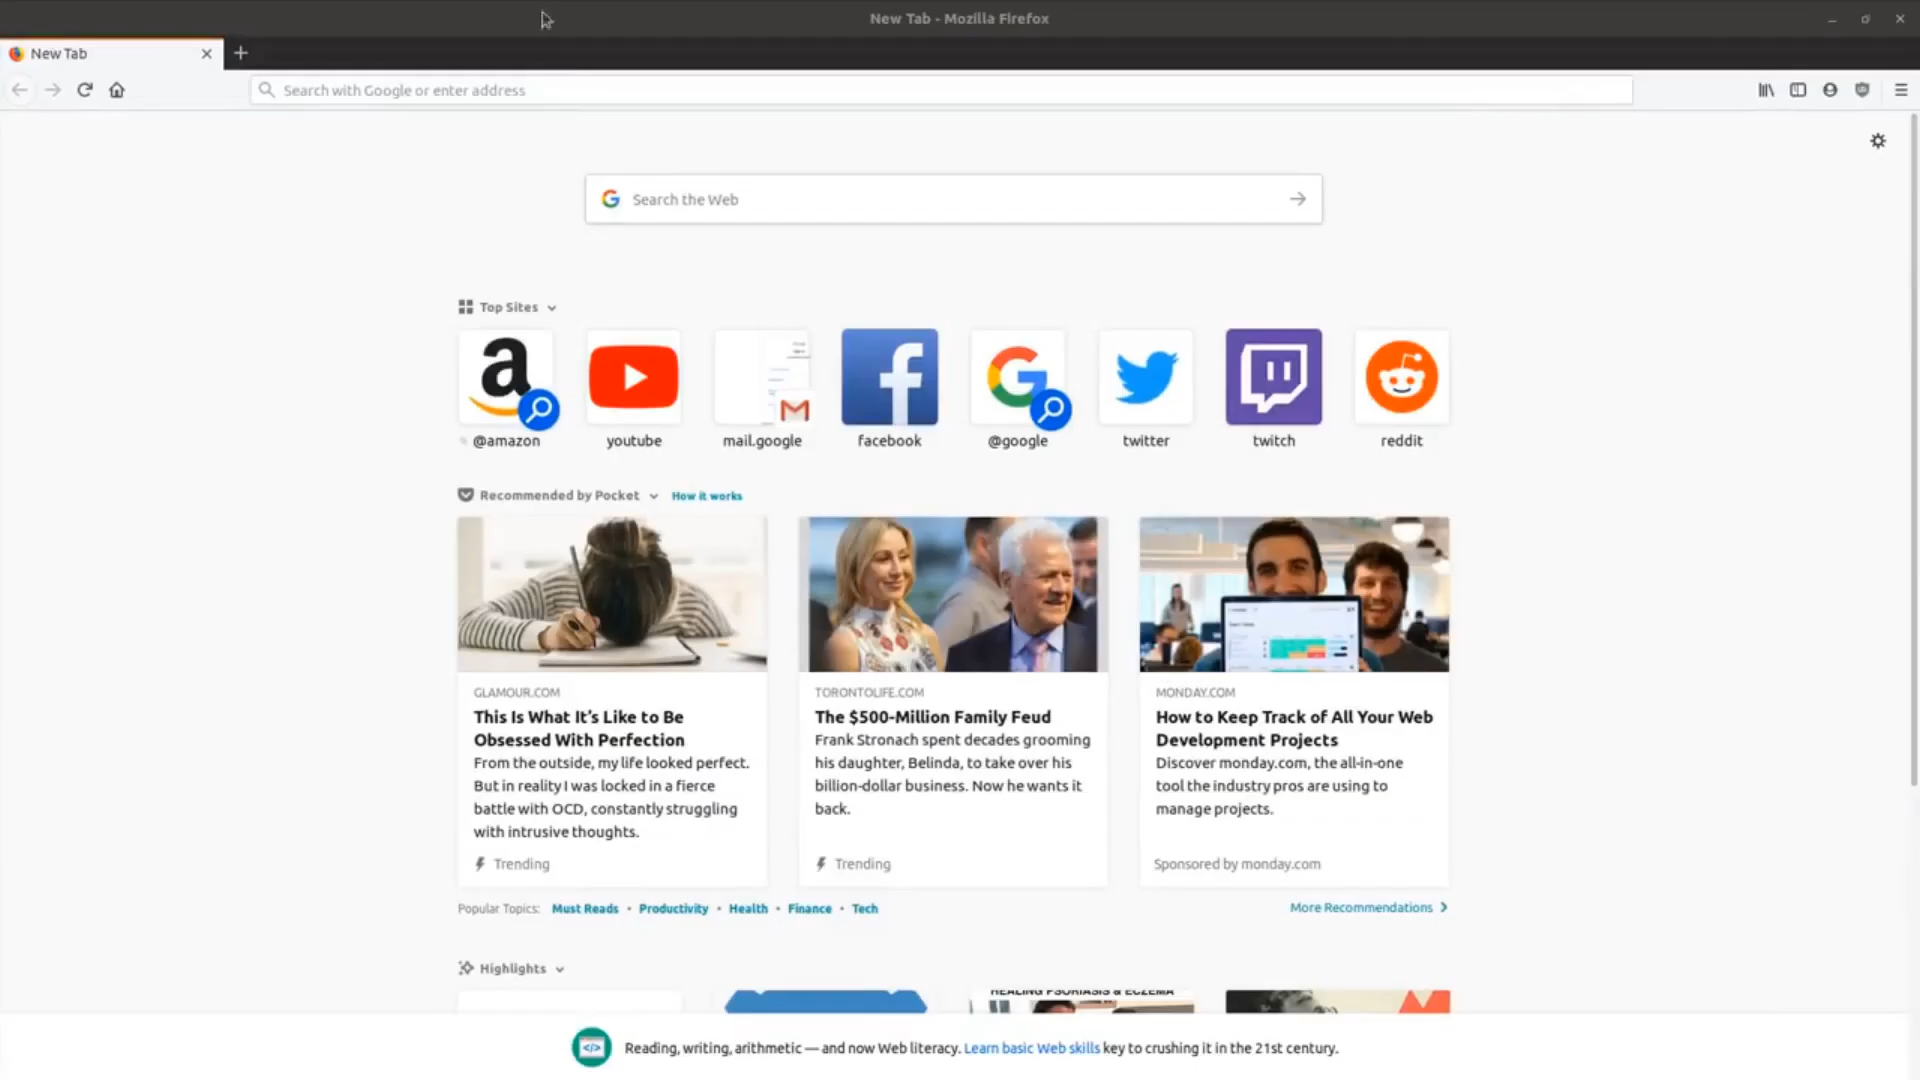 New Tab - Mozilla Firefox
New Tab
Search with Google or enter address
Search the Web
Top Sites
@amazon
youtube
mail.google
facebook
@google
twitter
twitch
reddit
Recommended by Pocket
How it works
GLAMOUR.COM
This Is What It’s Like to Be
Obsessed With Perfection
From the outside, my life looked perfect.
But in reality I was locked in a fierce
battle with OCD, constantly struggling
with intrusive thoughts.
Trending
TORONTOLIFE.COM
The $500-Million Family Feud
Frank Stronach spent decades grooming
his daughter, Belinda, to take over his
billion-dollar business. Now he wants it
back.
Trending
MONDAY.COM
How to Keep Track of All Your Web
Development Projects
Discover monday.com, the all-in-one
tool the industry pros are using to
manage projects.
Sponsored by monday.com
Popular Topics: Must Reads • Productivity • Health • Finance • Tech
More Recommendations
Highlights
HEALING PSORIASIS & ECZEMA
Reading, writing, arithmetic — and now Web literacy. Learn basic Web skills key to crushing it in the 21st century.